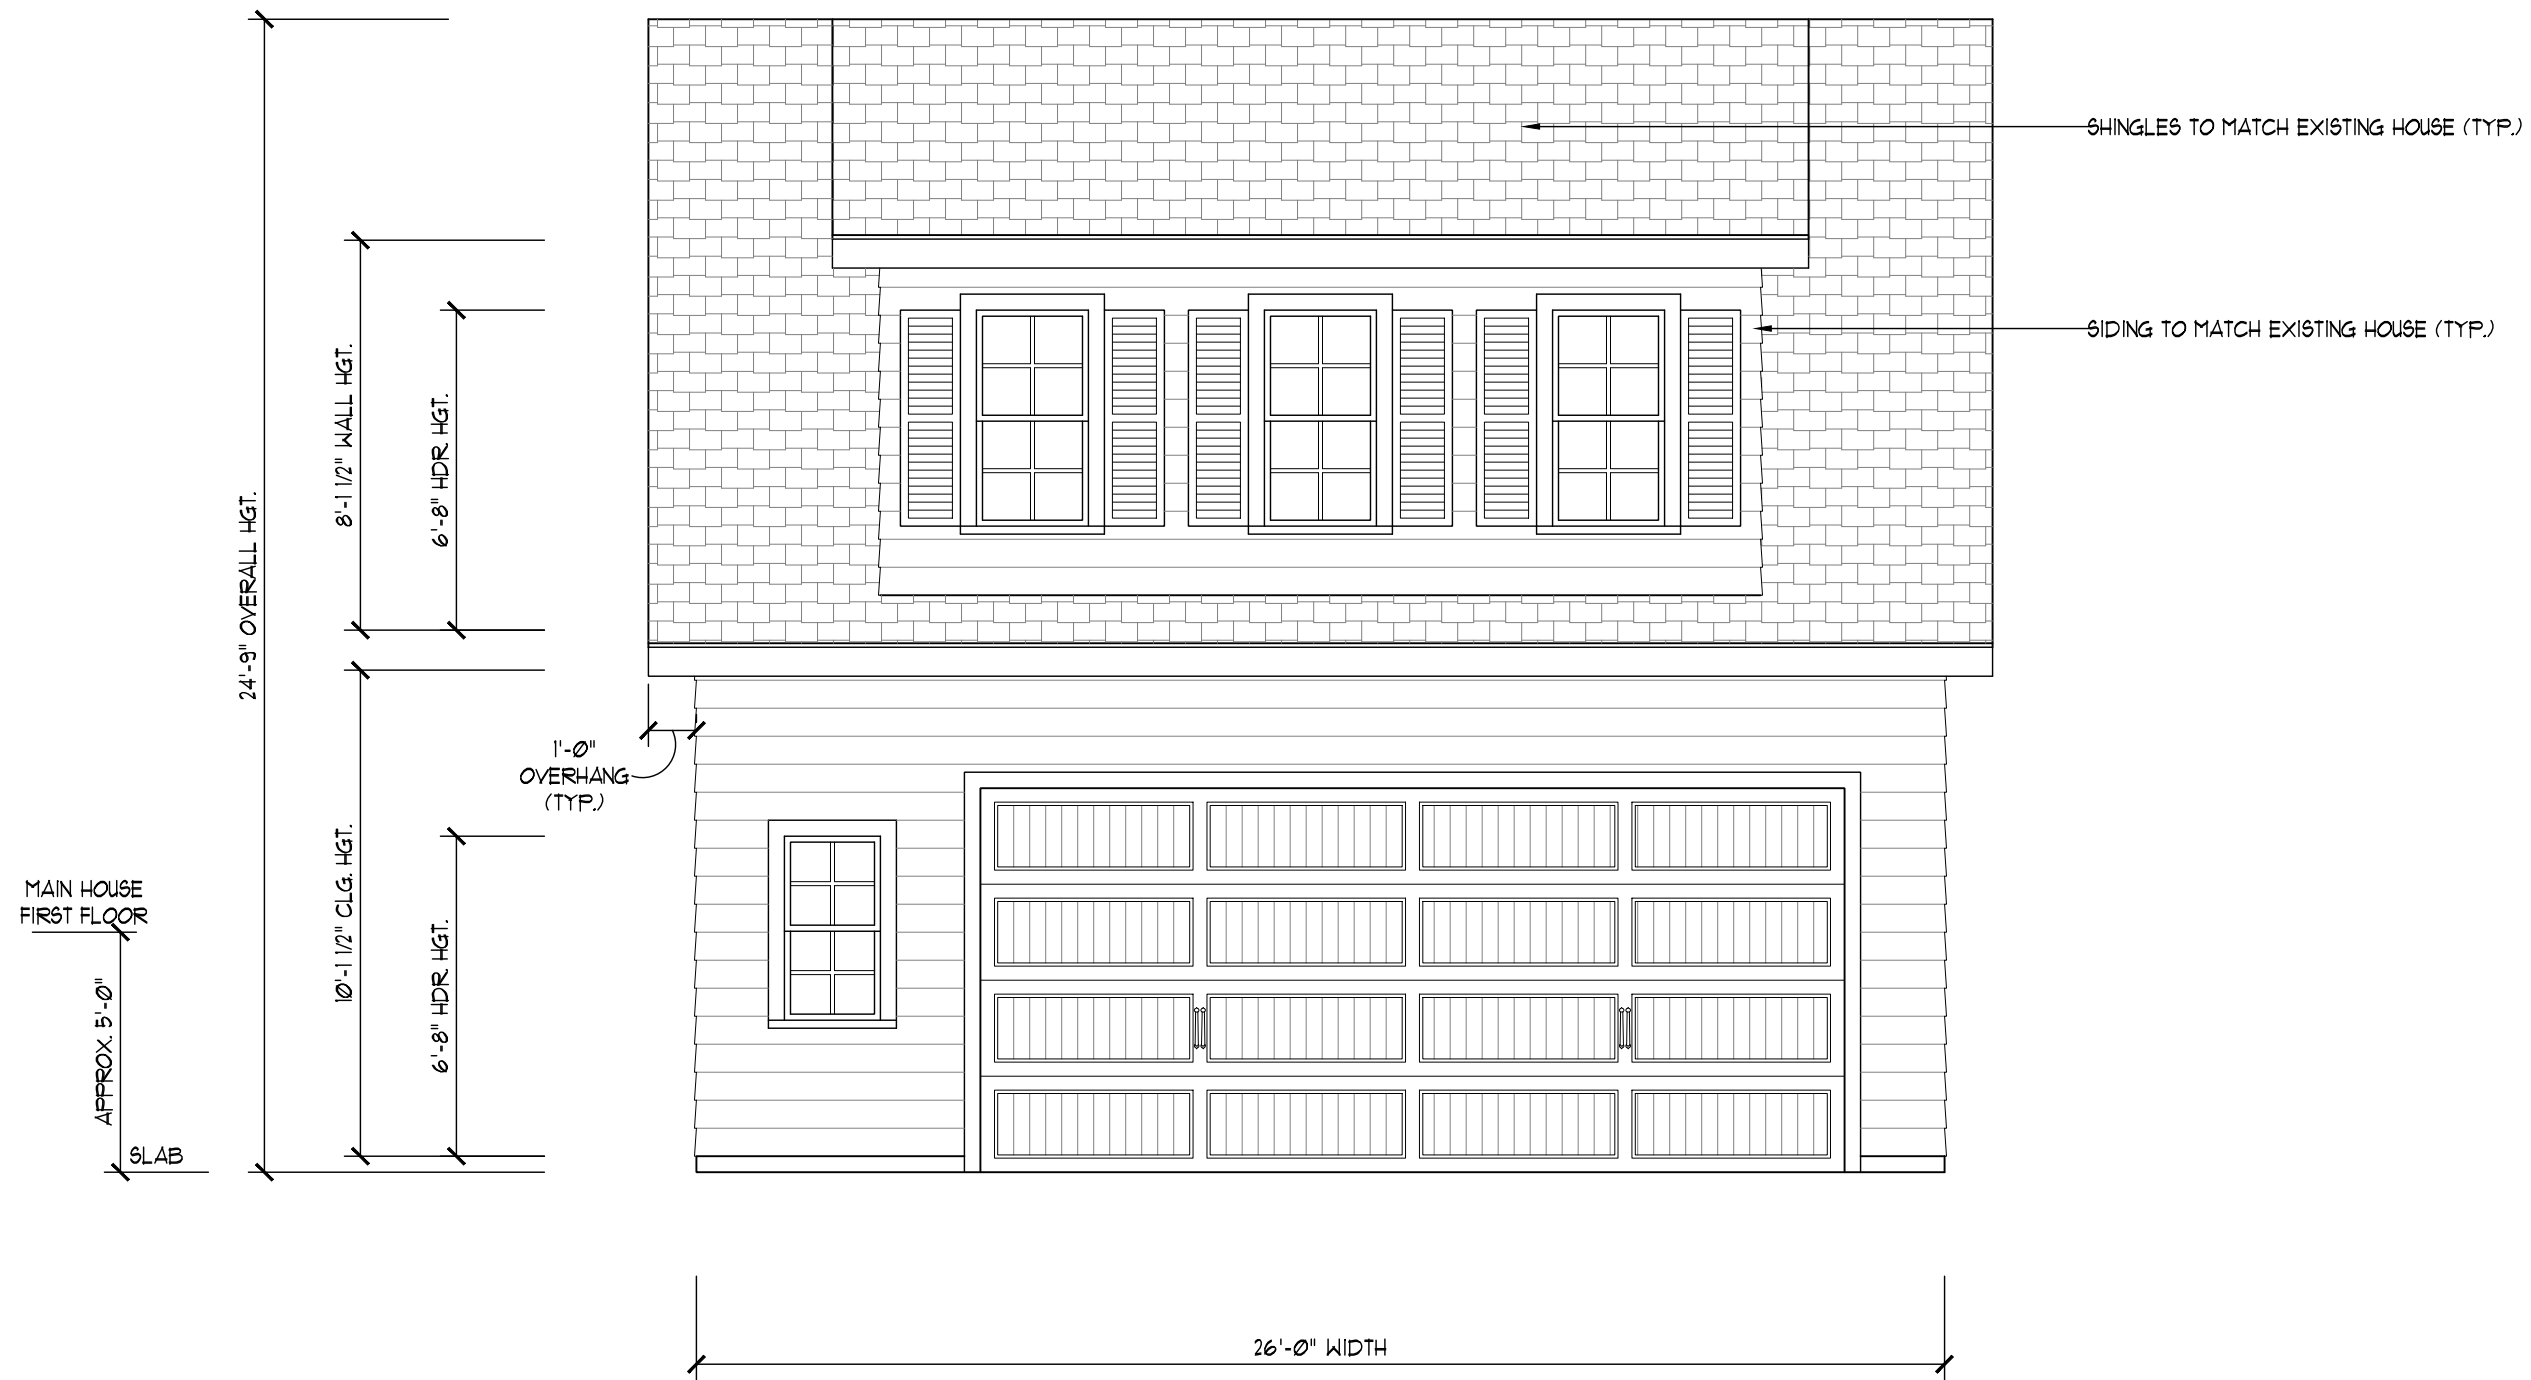 SHINGLES TO MATCH EXISTING HOUSE (TYP.)
SIDING TO MATCH EXISTING HOUSE (TYP.)
24'-9" OVERALL HGT.
8'-1 1/2" WALL HGT.
6'-8" HDR HGT.
1'-0"
OVERHANG
(TYP.)
10'-1 1/2" CLG. HGT.
6'-8" HDR. HGT.
MAIN HOUSE
FIRST FLOOR
APPROX. 5'-0"
SLAB
26'-0" WIDTH